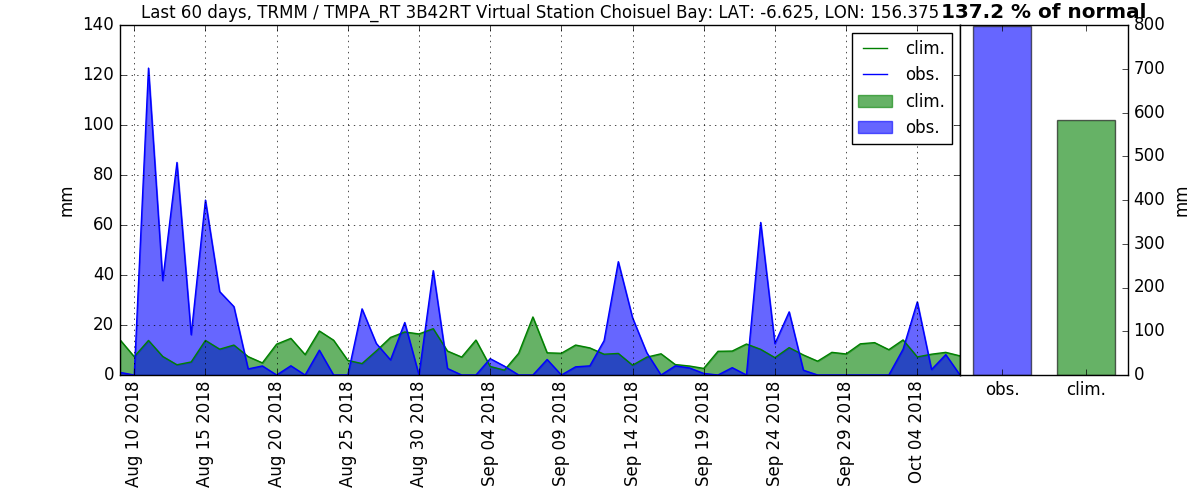 Last 60 days, TRMM / TMPA_RT 3B42RT Virtual Station Choisuel Bay: LAT: -6.625, LON: 156.375
137.2 % of normal
140
120
100
80
60
40
20
0
mm
clim.
obs.
clim.
obs.
800
700
600
500
400
300
200
100
0
mm
Aug 10 2018
Aug 15 2018
Aug 20 2018
Aug 25 2018
Aug 30 2018
Sep 04 2018
Sep 09 2018
Sep 14 2018
Sep 19 2018
Sep 24 2018
Sep 29 2018
Oct 04 2018
obs.
clim.